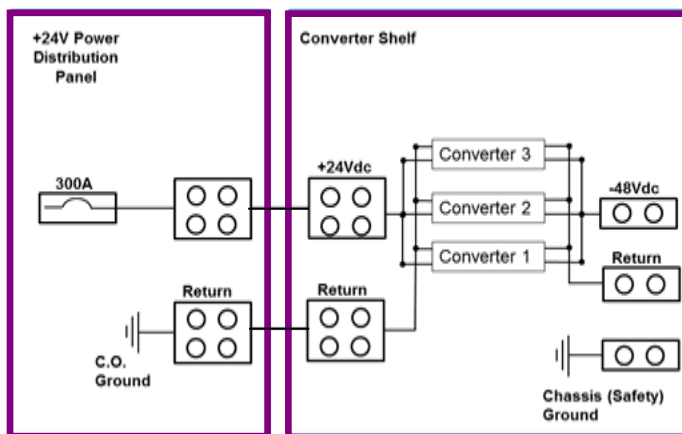 +24V Power
Distribution
Panel
300A
Return
C.O.
Ground
Converter Shelf
+24Vdc
Return
Converter 3
Converter 2
Converter 1
-48Vdc
Return
Chassis (Safety)
Ground